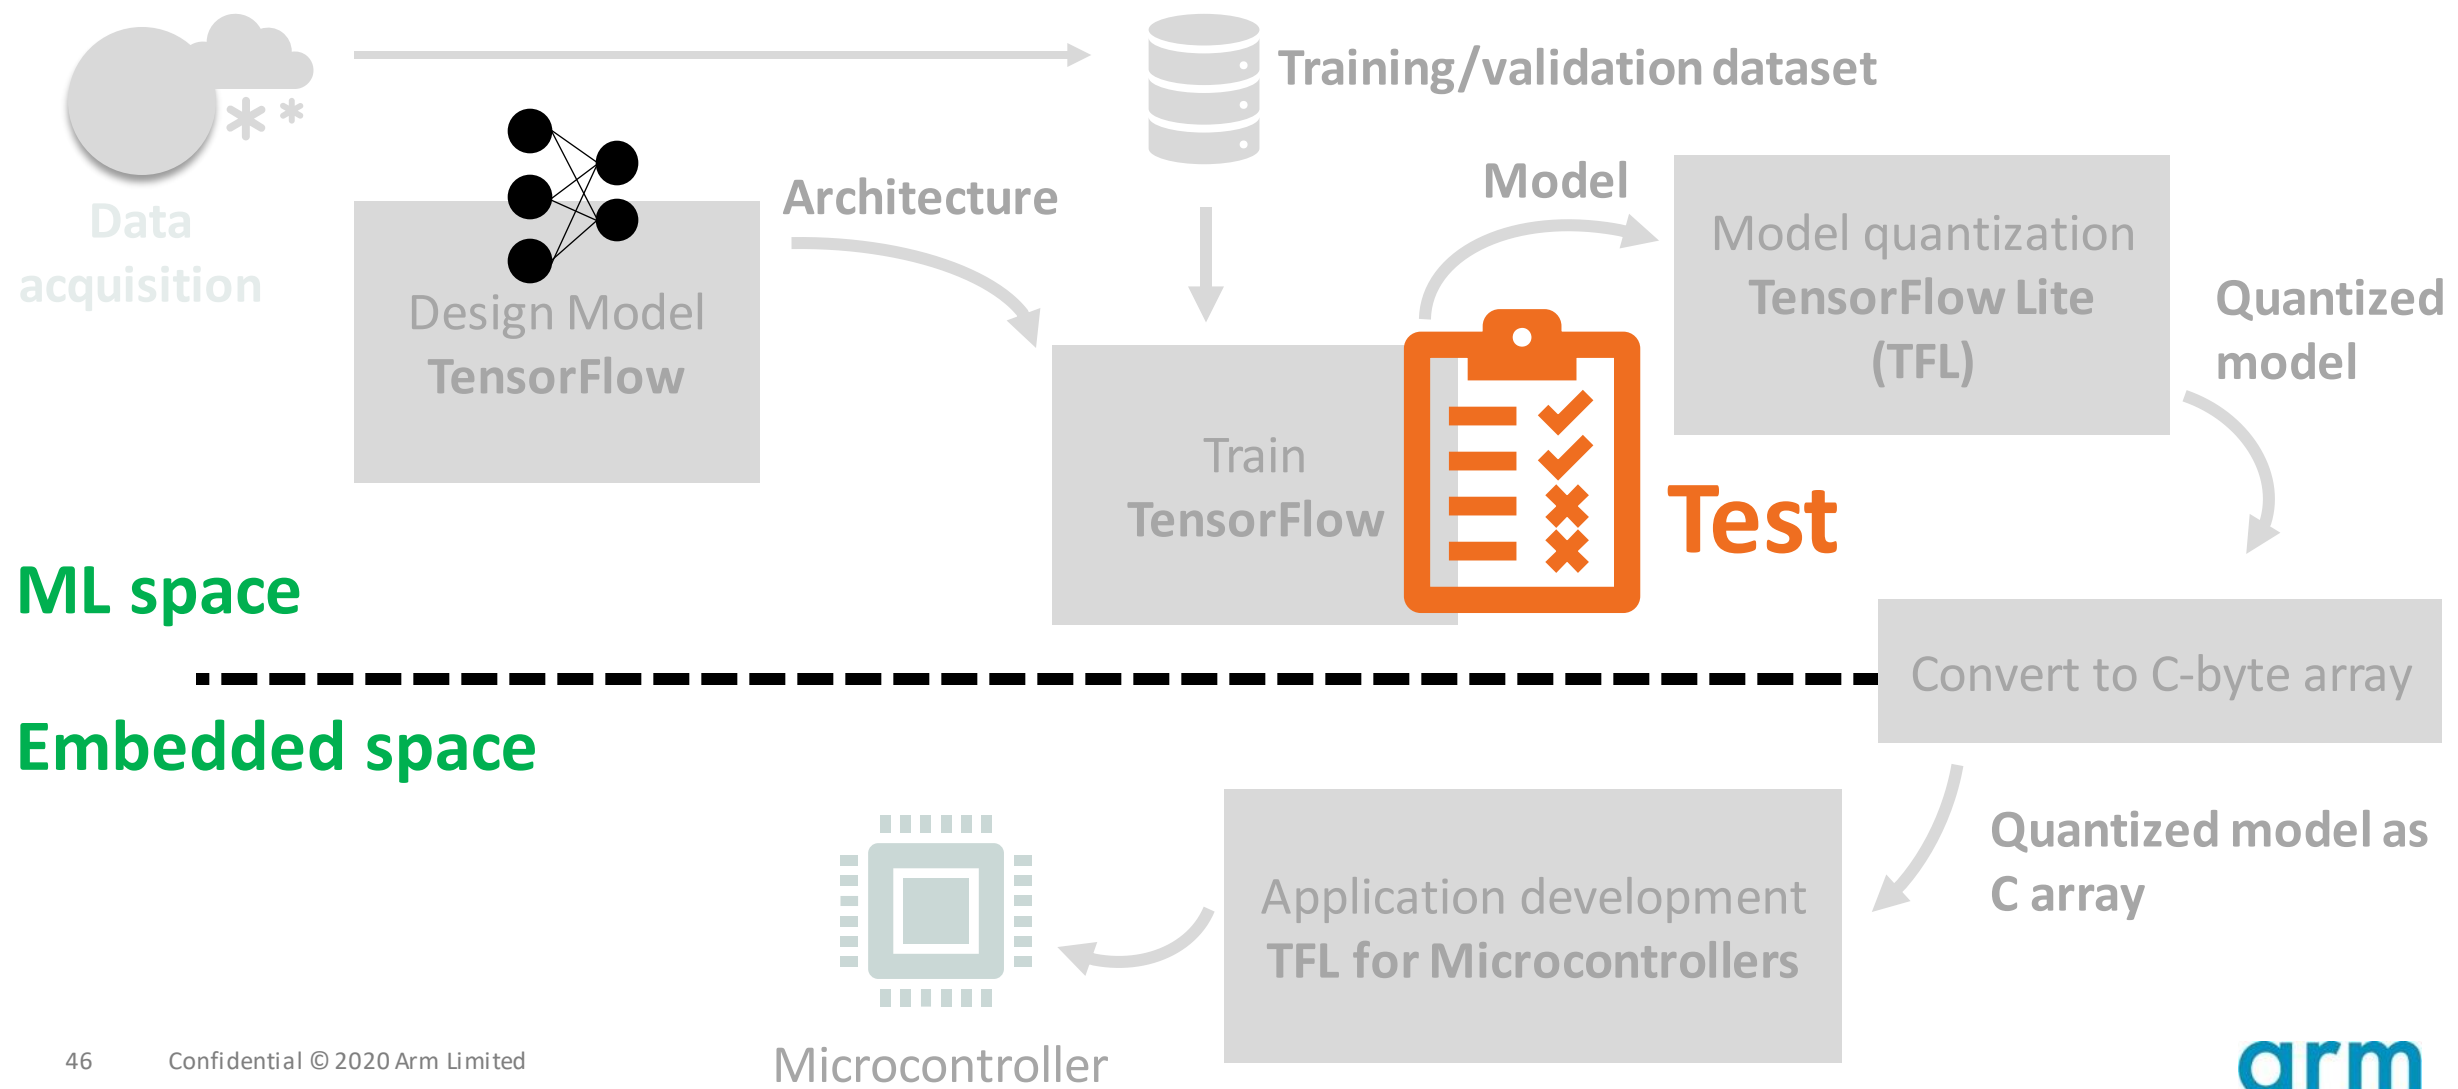 Data
acquisition
Training/validation dataset
Architecture
Model
Design Model
TensorFlow
Train
TensorFlow
Test
Model quantization
TensorFlow Lite
(TFL)
Quantized
model
ML space
Convert to C-byte array
Embedded space
Quantized model as
C array
Application development
TFL for Microcontrollers
Microcontroller
46
Confidential © 2020 Arm Limited
arm